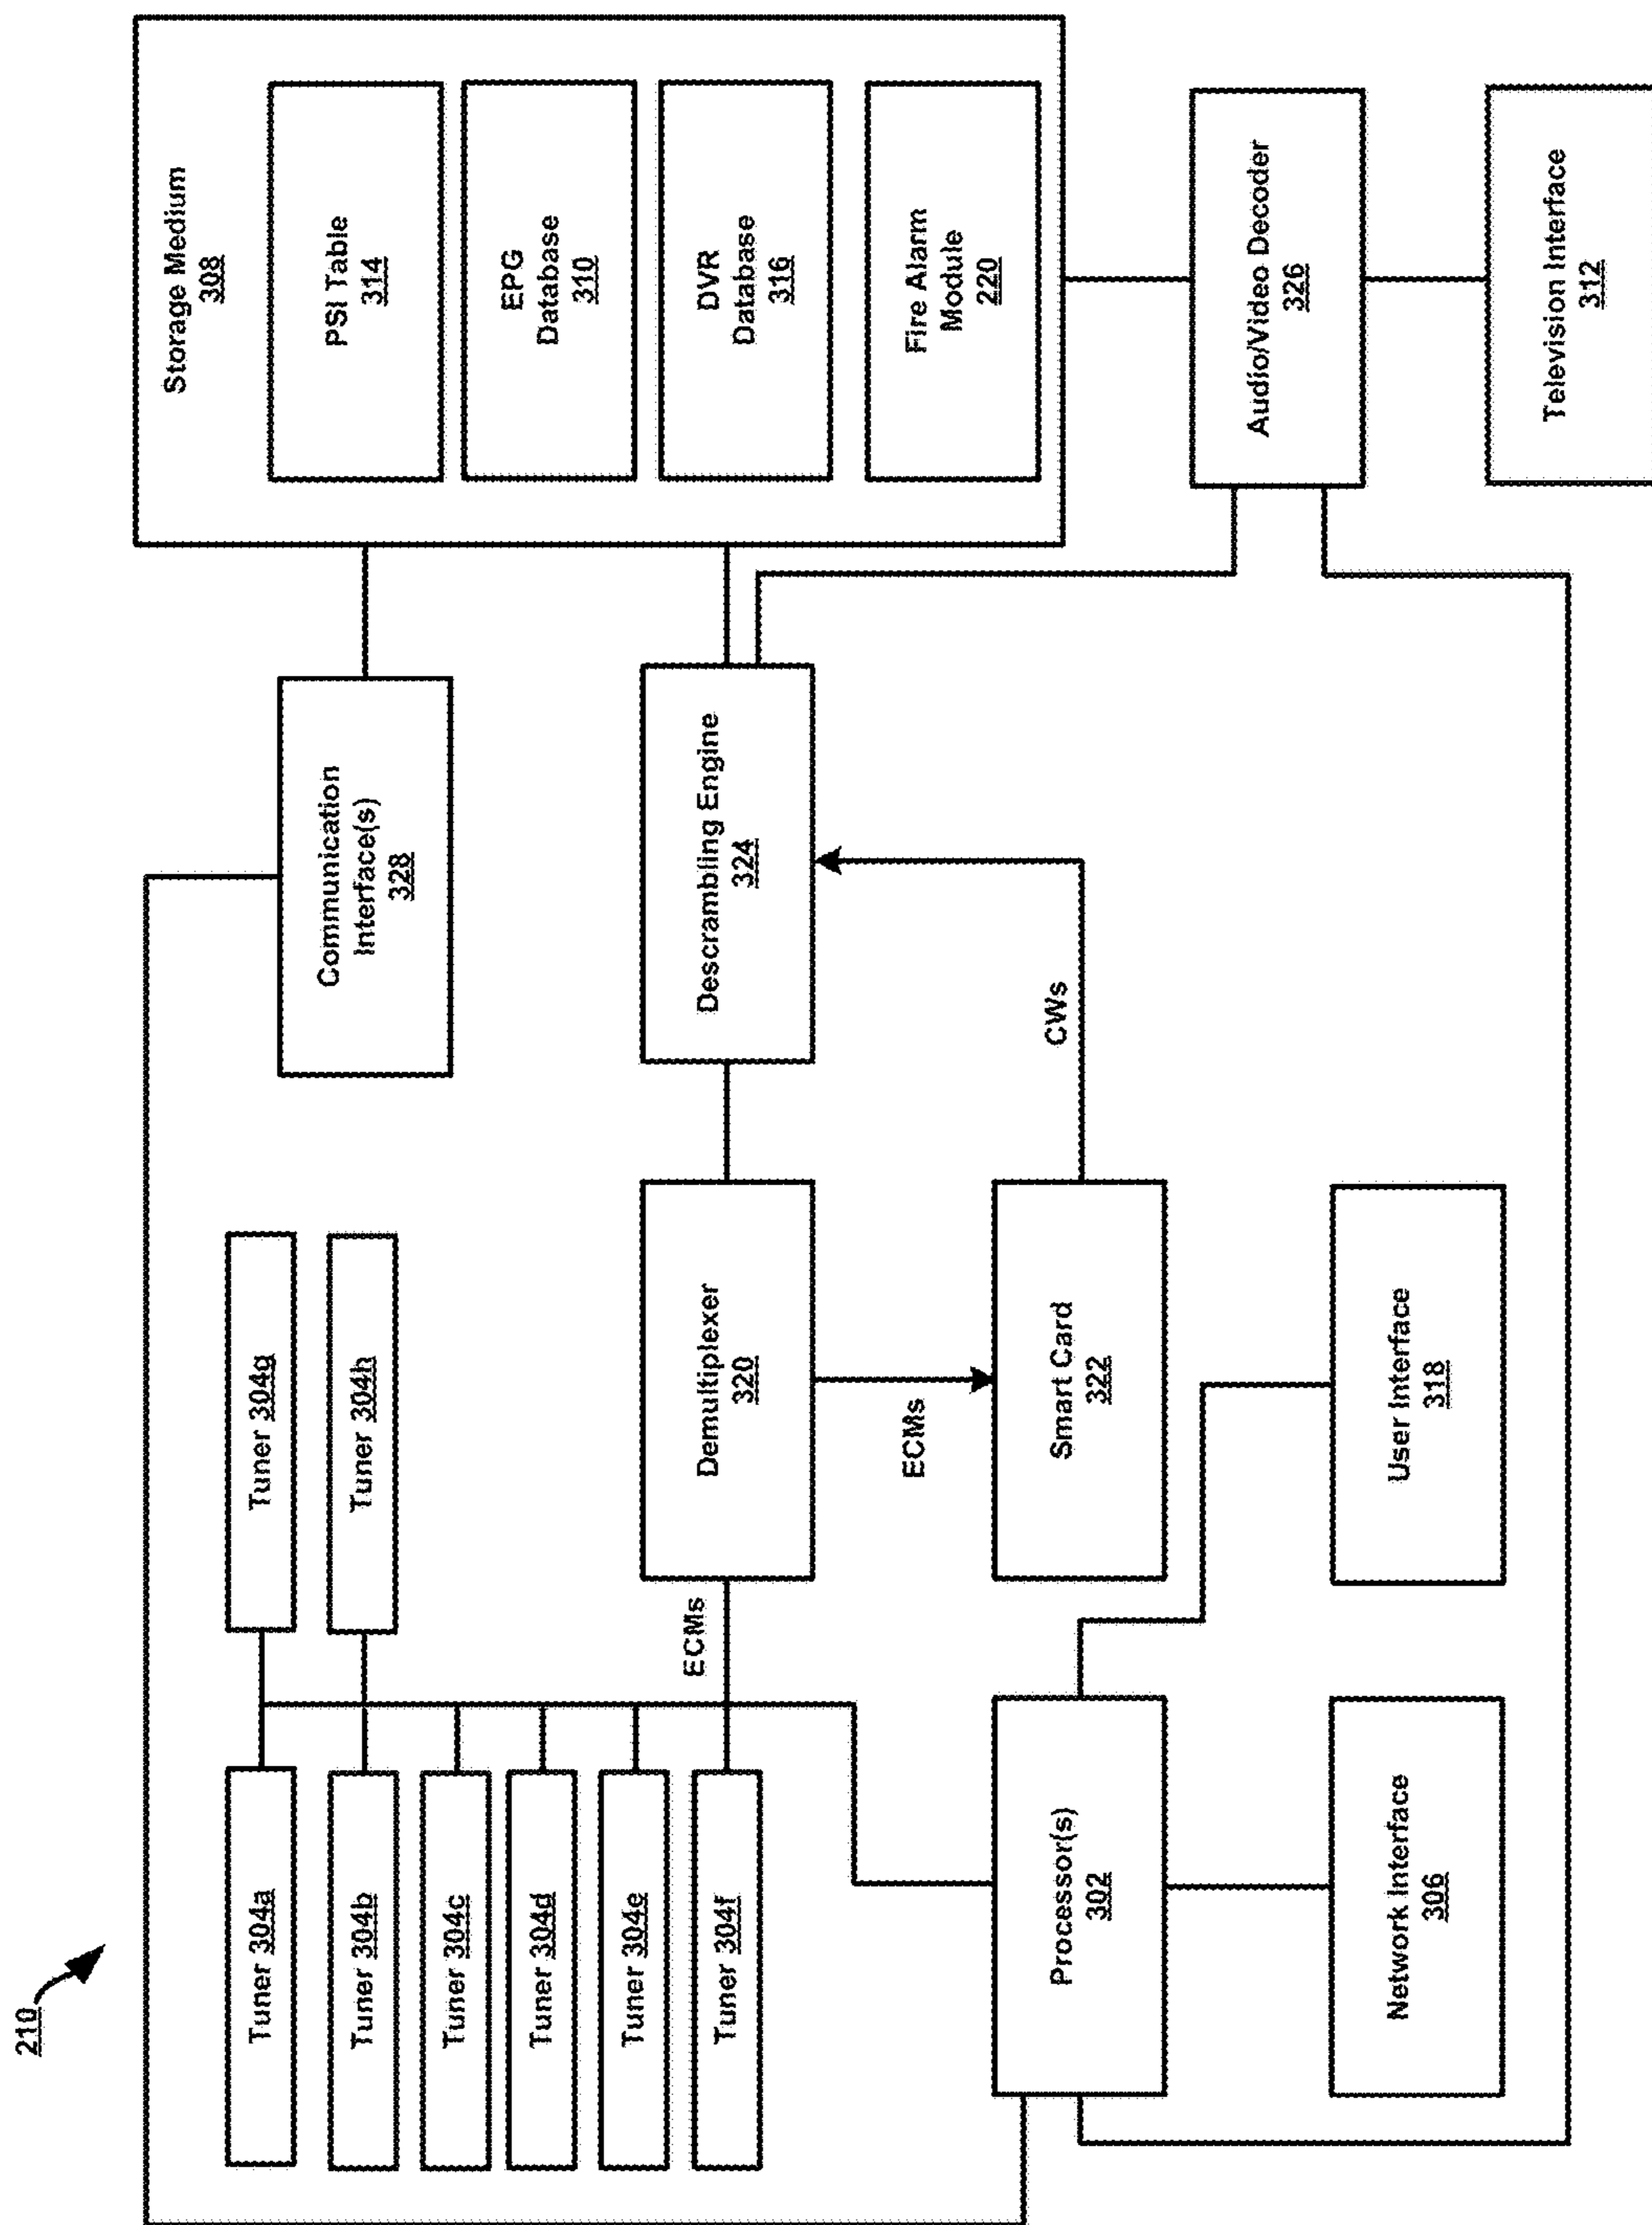 210
Tuner 304a
Tuner 304b
Tuner 304c
Tuner 304d
Tuner 304e
Tuner 304f
Tuner 304g
Tuner 304h
ECMs
Demultiplexer
320
ECMs
Smart Card
322
CWs
Descrambling Engine
324
Communication
Interface(s)
328
Processor(s)
302
Network Interface
306
User Interface
318
Storage Medium
308
PSI Table
314
EPG
Database
310
DVR
Database
316
Fire Alarm
Module
220
Audio/Video Decoder
326
Television Interface
312